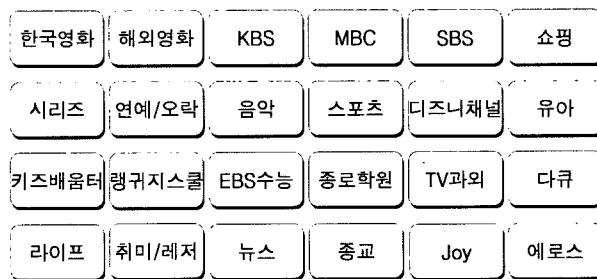 한국영화 해외영화 KBS MBC SBS 쇼핑
시리즈 연예/오락 음악 스포츠 디즈니채널 유아
키즈배움터 랭귀지스쿨 EBS수능 종로학원 TV과외 다큐
라이프 취미/레저 뉴스 종교 Joy 에로스